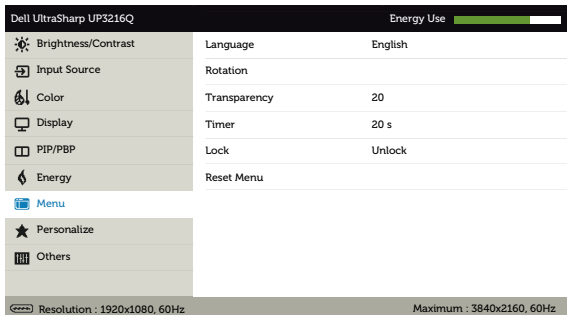 Dell UltraSharp UP3216Q Energy Use
Brightness/Contrast Language English
Input Source Rotation
Color Transparency 20
Display Timer 20 s
PIP/PBP Lock Unlock
Energy Reset Menu
Menu
Personalize
Others
Resolution : 1920x1080, 60Hz Maximum : 3840x2160, 60Hz